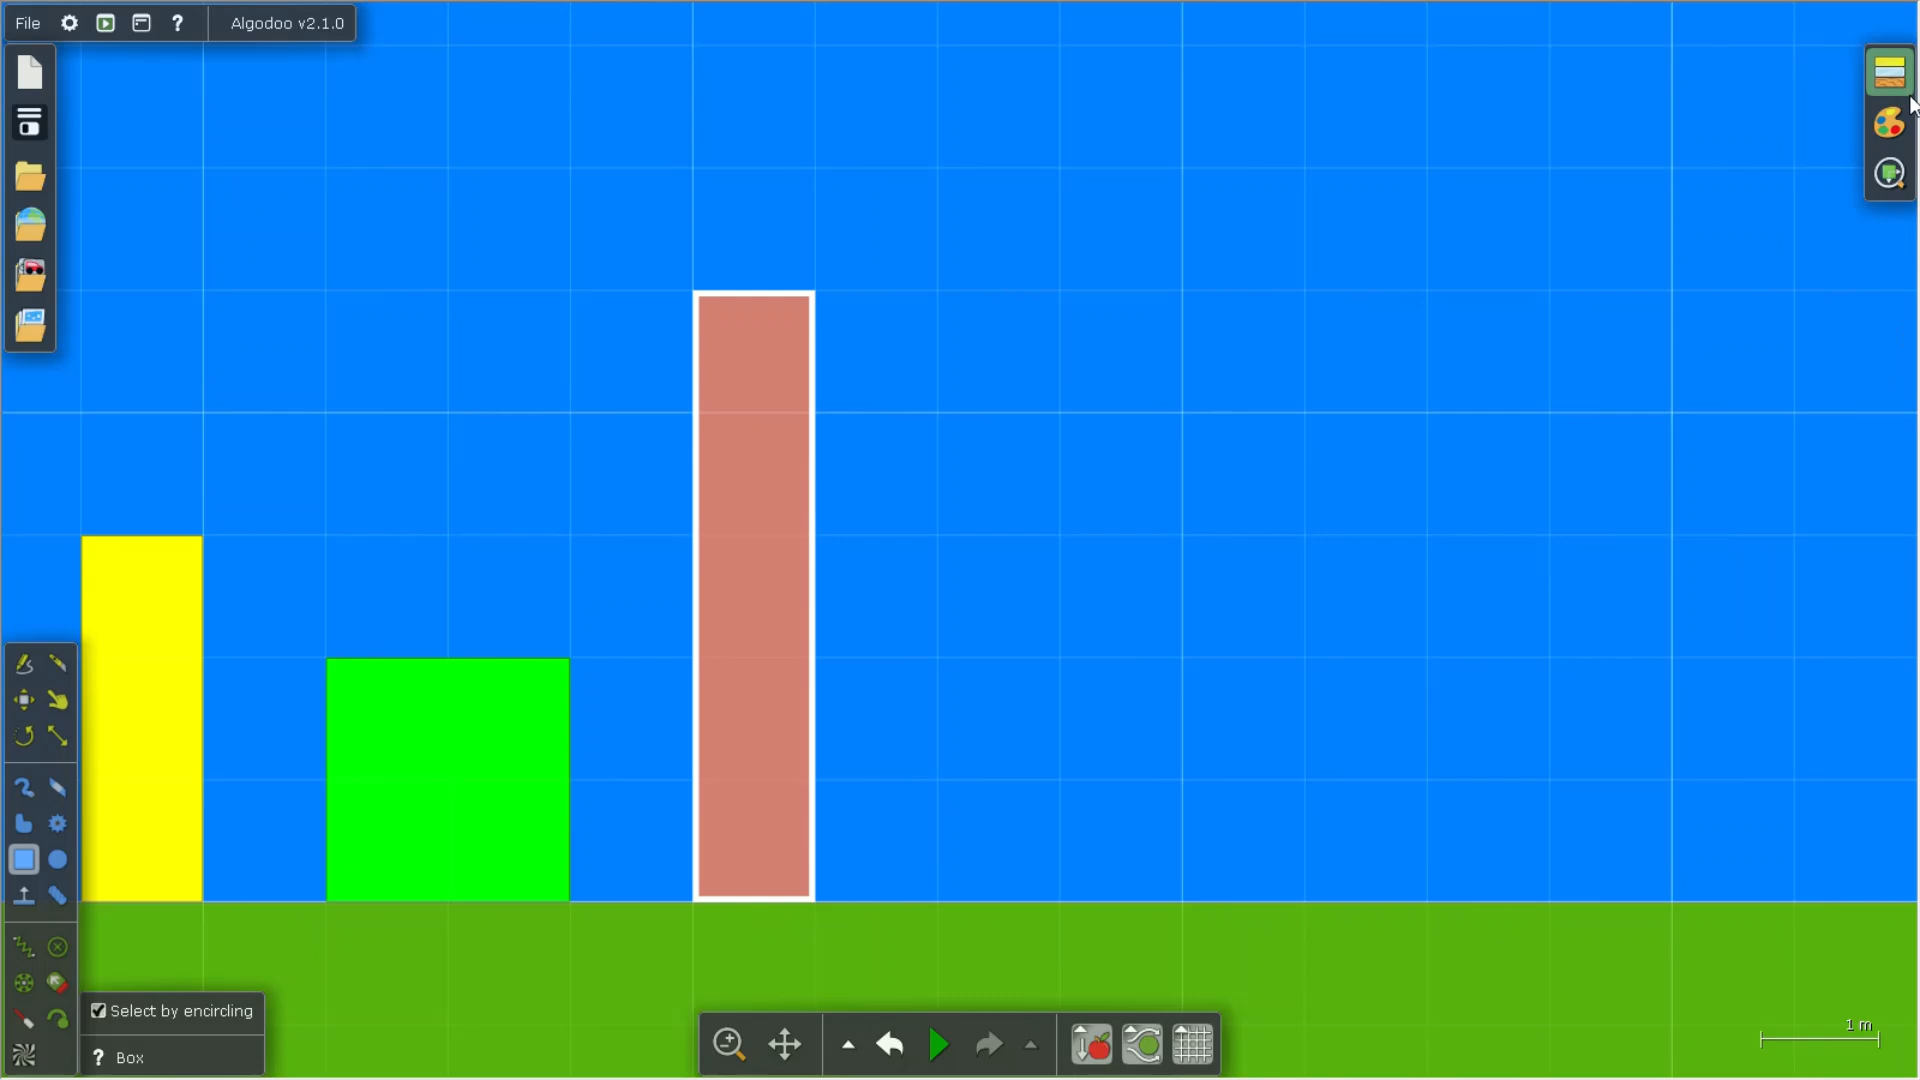 File
?
Algodoo v2.1.0
Select by encircling
? Box
1 m